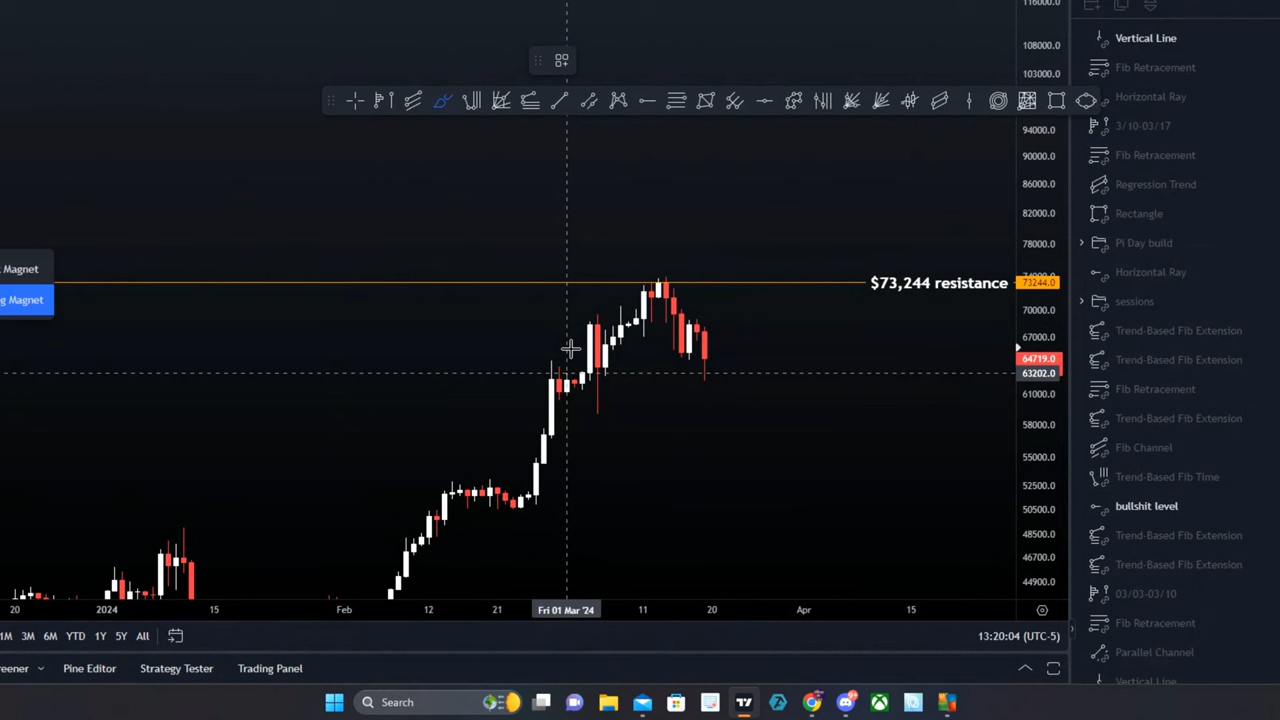 116000.0
108000.0
103000.0
94000.0
90000.0
86000.0
82000.0
78000.0
74000.0
$73,244 resistance
73244.0
70000.0
67000.0
64719.0
63202.0
61000.0
58000.0
55000.0
52500.0
50500.0
48500.0
46700.0
44900.0
Magnet
g Magnet
20
2024
15
Feb
12
21
Fri 01 Mar '24
11
20
Apr
15
1M
3M
6M
YTD
1Y
5Y
All
13:20:04 (UTC-5)
reener
Pine Editor
Strategy Tester
Trading Panel
Search
Vertical Line
Fib Retracement
Horizontal Ray
3/10-03/17
Fib Retracement
Regression Trend
Rectangle
Pi Day build
Horizontal Ray
sessions
Trend-Based Fib Extension
Trend-Based Fib Extension
Fib Retracement
Trend-Based Fib Extension
Fib Channel
Trend-Based Fib Time
bullshit level
Trend-Based Fib Extension
Trend-Based Fib Extension
03/03-03/10
Fib Retracement
Parallel Channel
Vertical Line